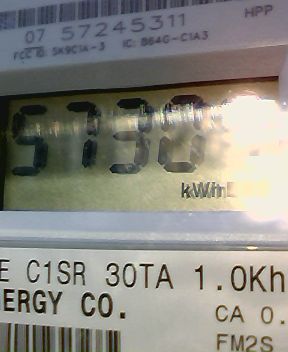 HPP
07 57245311
FCC ID: SK9C1A-3 IC: 864G-C1A3
5730
kWh
E C1SR 30TA 1.0Kh
ERGY CO.
CA 0.
FM2S